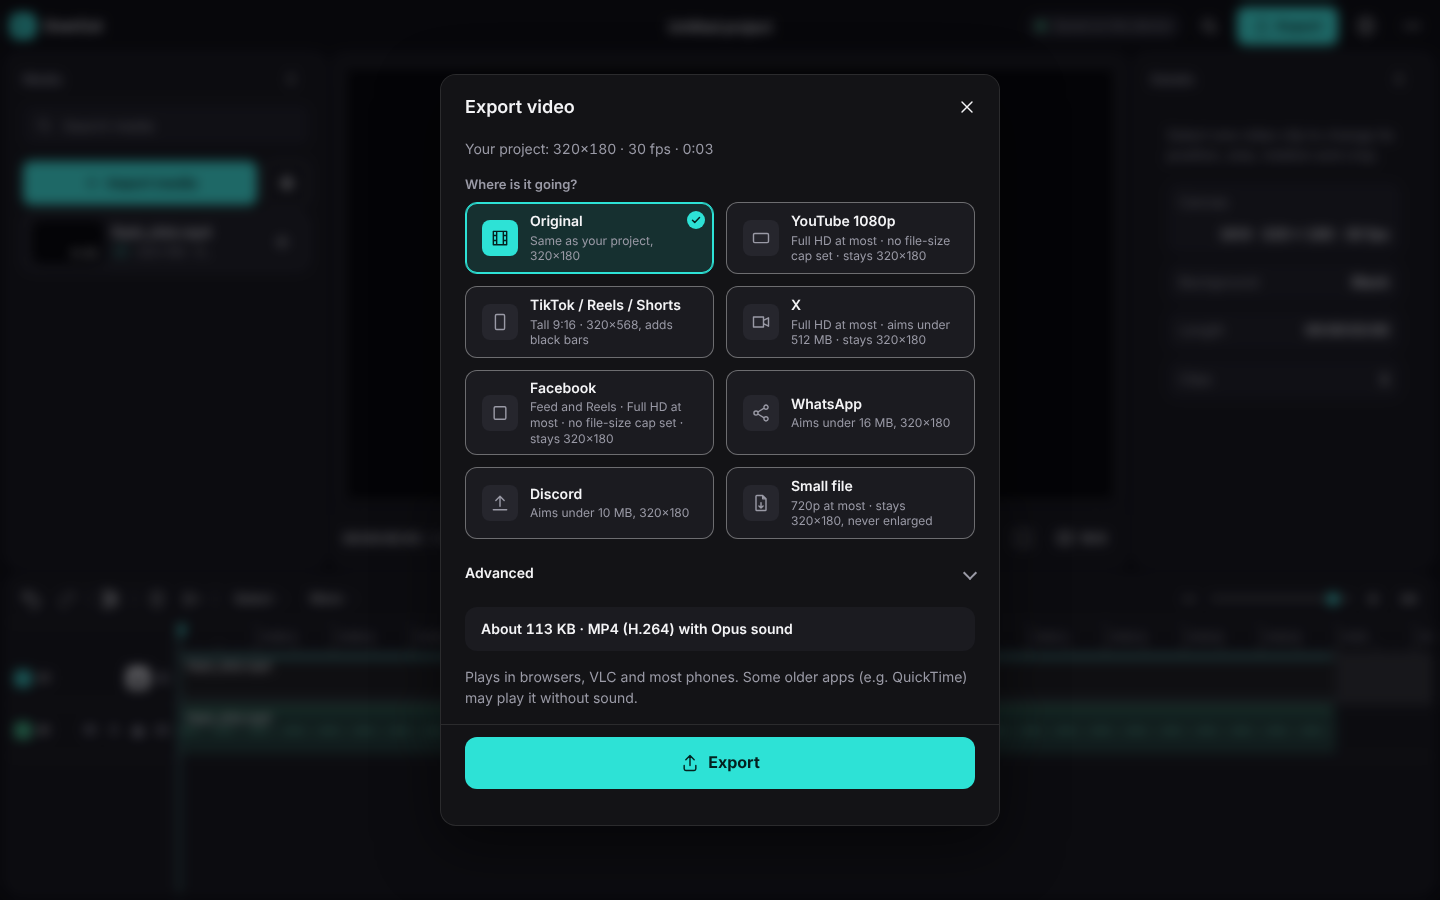 Export video
Your project: 320×180 · 30 fps · 0:03
Where is it going?
Original
Same as your project,
320×180
YouTube 1080p
Full HD at most · no file-size
cap set · stays 320×180
TikTok / Reels / Shorts
Tall 9:16 · 320×568, adds
black bars
X
Full HD at most · aims under
512 MB · stays 320×180
Facebook
Feed and Reels · Full HD at
most · no file-size cap set ·
stays 320×180
WhatsApp
Aims under 16 MB, 320×180
Discord
Aims under 10 MB, 320×180
Small file
720p at most · stays
320×180, never enlarged
Advanced
About 113 KB · MP4 (H.264) with Opus sound
Plays in browsers, VLC and most phones. Some older apps (e.g. QuickTime)
may play it without sound.
Export